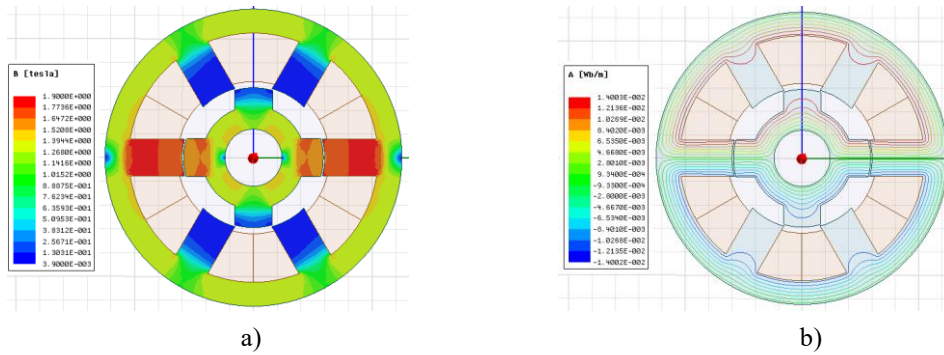 B [tesla]
1.9000E+000
1.7736E+000
1.6472E+000
1.5208E+000
1.3944E+000
1.2680E+000
1.1416E+000
1.0152E+000
8.8875E-001
7.6234E-001
6.3593E-001
5.0953E-001
3.8312E-001
2.5671E-001
1.3031E-001
3.9000E-003
A [Wb/m]
1.4003E-002
1.2136E-002
1.0269E-002
8.4020E-003
6.5350E-003
4.6680E-003
2.8010E-003
9.3400E-004
-9.3300E-004
-2.8000E-003
-4.6670E-003
-6.5340E-003
-8.4010E-003
-1.0268E-002
-1.2135E-002
-1.4002E-002
a)
b)